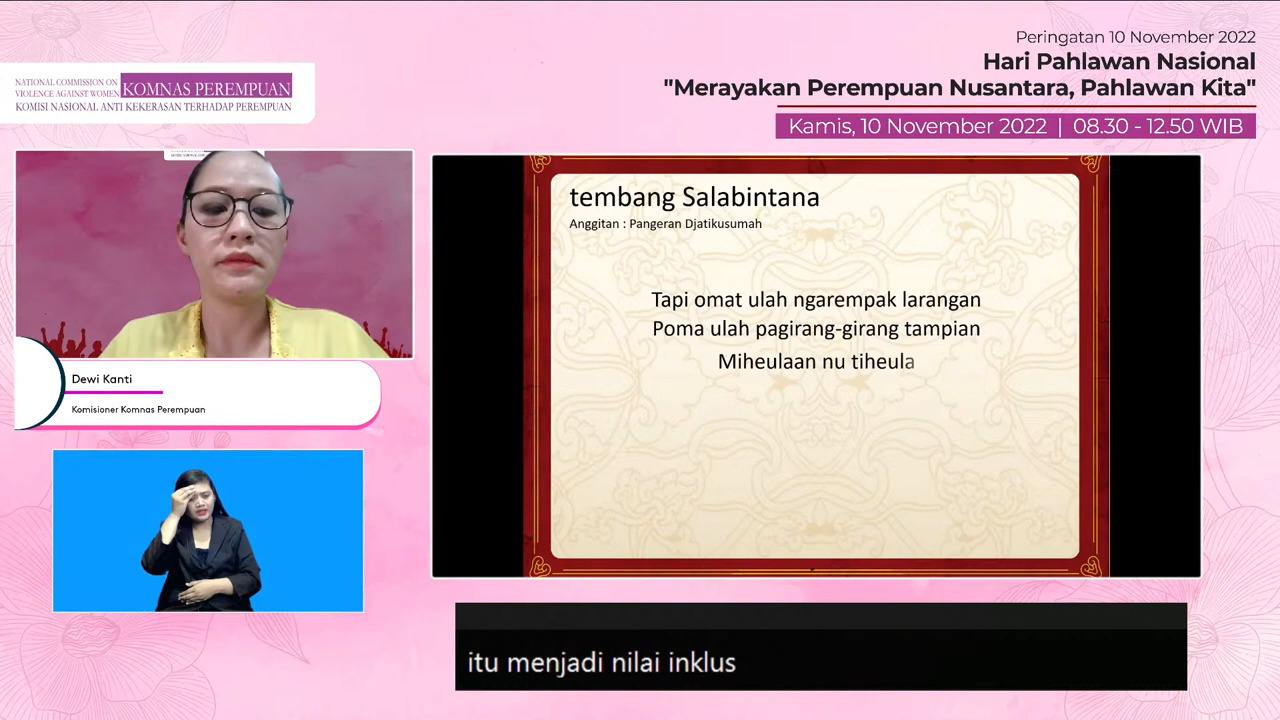 Peringatan 10 November 2022
Hari Pahlawan Nasional
"Merayakan Perempuan Nusantara, Pahlawan Kita"
Kamis, 10 November 2022 | 08.30 - 12.50 WIB
NATIONAL COMMISSION ON
VIOLENCE AGAINST WOMEN
KOMNAS PEREMPUAN
KOMISI NASIONAL ANTI KEKERASAN TERHADAP PEREMPUAN
tembang Salabintana
Anggitan : Pangeran Djatikusumah
Tapi omat ulah ngarempak larangan
Poma ulah pagirang-girang tampian
Miheulaan nu tiheula
Dewi Kanti
Komisioner Komnas Perempuan
itu menjadi nilai inklus